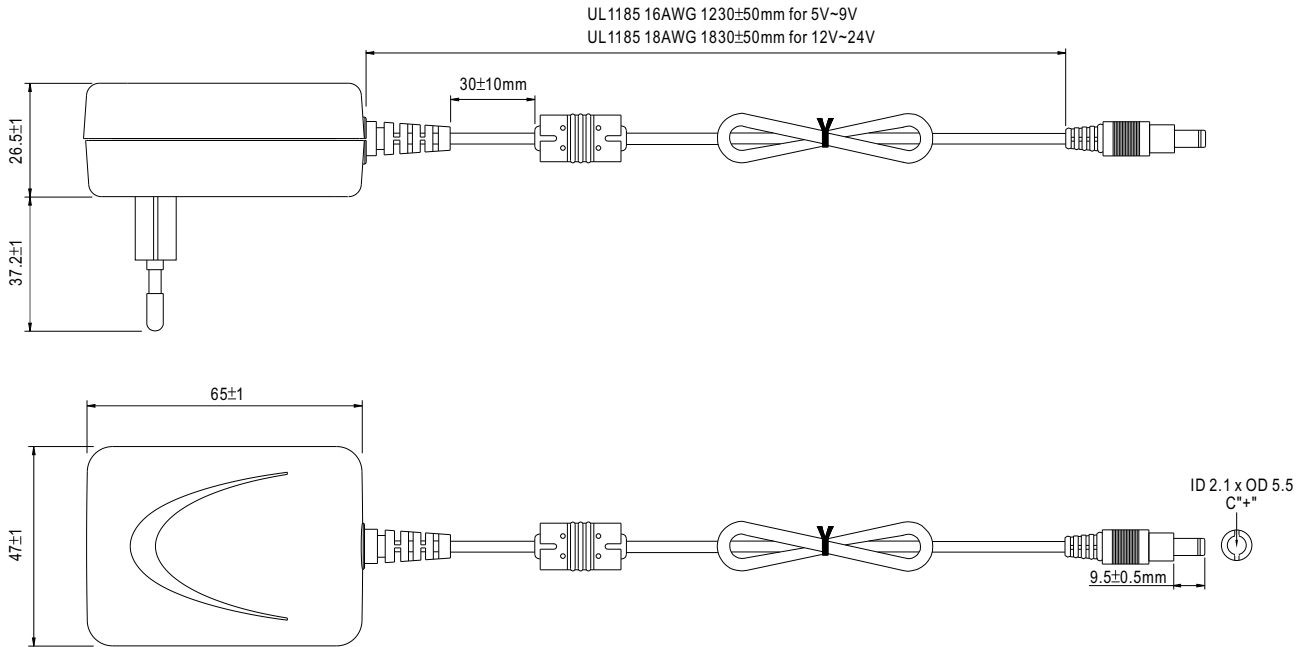 UL1185 16AWG 1230±50mm for 5V~9V
UL1185 18AWG 1830±50mm for 12V~24V
30±10mm
26.5±1
37.2±1
65±1
47±1
ID 2.1 x OD 5.5
C"+"
9.5±0.5mm